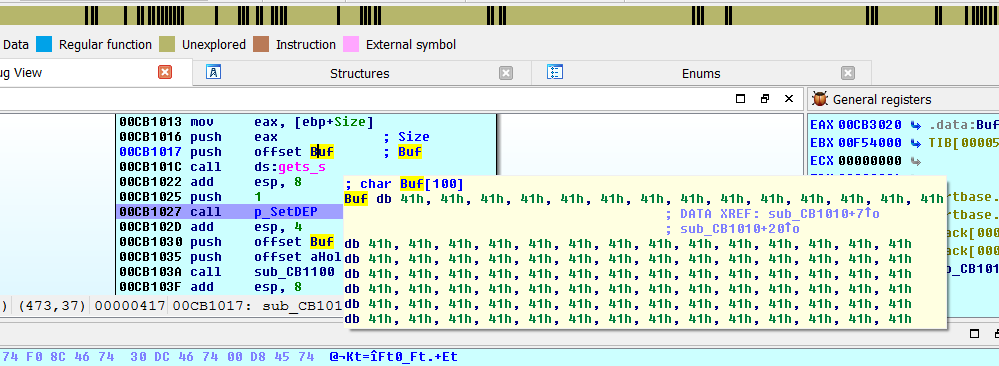 Data Regular function Unexplored Instruction External symbol
ug View Structures Enums
General registers
00CB1013 mov eax, [ebp+Size]
00CB1016 push eax ; Size
00CB1017 push offset Buf ; Buf
00CB101C call ds:gets_s
00CB1022 add esp, 8
00CB1025 push 1
00CB1027 call p_SetDEP
00CB102D add esp, 4
00CB1030 push offset Buf
00CB1035 push offset aHol
00CB103A call sub_CB1100
00CB103F add esp, 8
) (473,37) 00000417 00CB1017: sub_CB101
; char Buf[100]
Buf db 41h, 41h, 41h, 41h, 41h, 41h, 41h, 41h, 41h, 41h, 41h, 41h, 41h, 41h
; DATA XREF: sub_CB1010+7↑o
; sub_CB1010+20↑o
db 41h, 41h, 41h, 41h, 41h, 41h, 41h, 41h, 41h, 41h, 41h, 41h, 41h, 41h
db 41h, 41h, 41h, 41h, 41h, 41h, 41h, 41h, 41h, 41h, 41h, 41h, 41h, 41h
db 41h, 41h, 41h, 41h, 41h, 41h, 41h, 41h, 41h, 41h, 41h, 41h, 41h, 41h
db 41h, 41h, 41h, 41h, 41h, 41h, 41h, 41h, 41h, 41h, 41h, 41h, 41h, 41h
db 41h, 41h, 41h, 41h, 41h, 41h, 41h, 41h, 41h, 41h, 41h, 41h, 41h, 41h
db 41h, 41h, 41h, 41h, 41h, 41h, 41h, 41h, 41h, 41h, 41h, 41h, 41h, 41h
EAX 00CB3020 .data:Buf
EBX 00F54000 TIB[00005
ECX 00000000
rtbase.
rtbase.
ack[000
ack[000
b_CB101
74 F0 8C 46 74 30 DC 46 74 00 D8 45 74 @¬Kt=îFt0_Ft.+Et